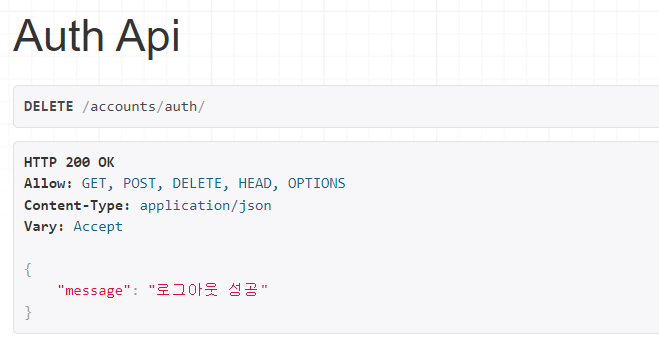 Auth Api
DELETE /accounts/auth/
HTTP 200 OK
Allow: GET, POST, DELETE, HEAD, OPTIONS
Content-Type: application/json
Vary: Accept
{
"message": "로그아웃 성공"
}